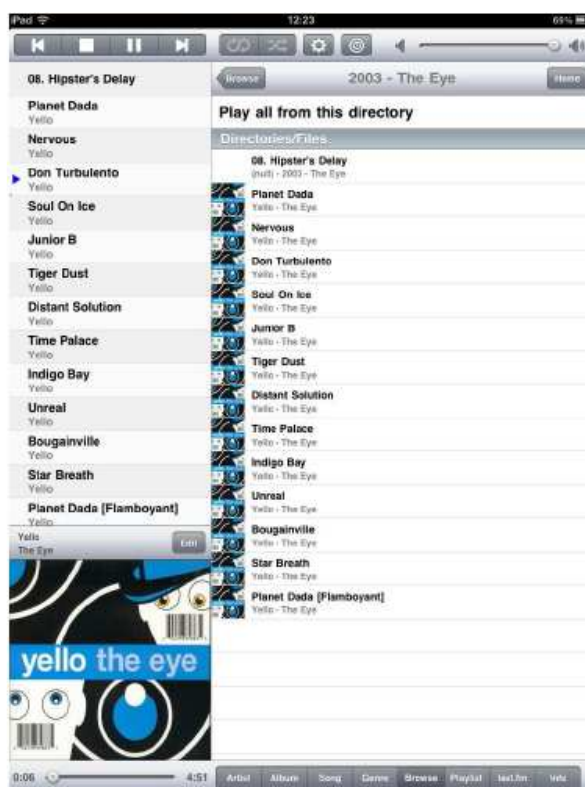 iPad
12:23
69%
08. Hipster's Delay
Planet Dada
Yello
Nervous
Yello
Don Turbulento
Yello
Soul On Ice
Yello
Junior B
Yello
Tiger Dust
Yello
Distant Solution
Yello
Time Palace
Yello
Indigo Bay
Yello
Unreal
Yello
Bougainville
Yello
Star Breath
Yello
Planet Dada [Flamboyant]
Yello
Yello
The Eye
Edit
yello the eye
0:06
4:51
Browse
2003 - The Eye
Home
Play all from this directory
Directories/Files
08. Hipster's Delay
(null) - 2003 - The Eye
Planet Dada
Yello - The Eye
Nervous
Yello - The Eye
Don Turbulento
Yello - The Eye
Soul On Ice
Yello - The Eye
Junior B
Yello - The Eye
Tiger Dust
Yello - The Eye
Distant Solution
Yello - The Eye
Time Palace
Yello - The Eye
Indigo Bay
Yello - The Eye
Unreal
Yello - The Eye
Bougainville
Yello - The Eye
Star Breath
Yello - The Eye
Planet Dada [Flamboyant]
Yello - The Eye
Artist Album Song Genre Browse Playlist last.fm Info